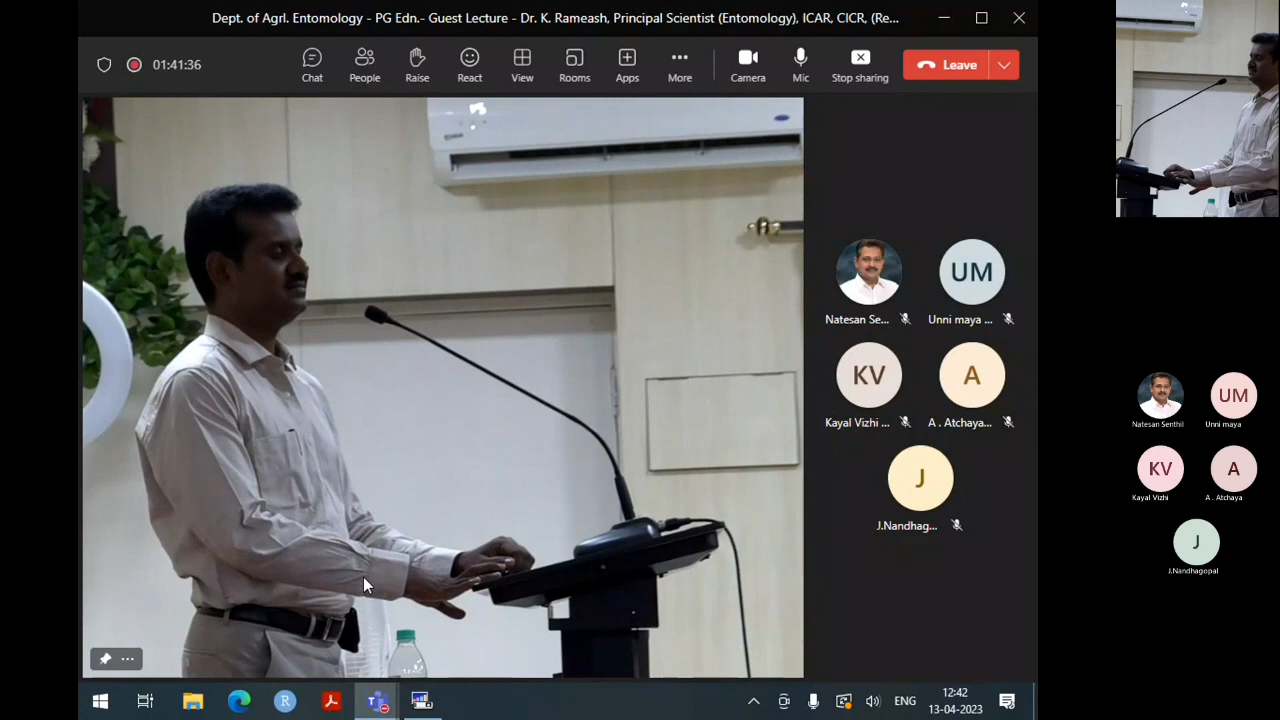 Dept. of Agrl. Entomology - PG Edn.- Guest Lecture - Dr. K. Rameash, Principal Scientist (Entomology), ICAR, CICR, (Re...
01:41:36
Chat
People
Raise
React
View
Rooms
Apps
More
Camera
Mic
Stop sharing
Leave
Natesan Se...
UM
Unni maya ...
KV
Kayal Vizhi ...
A
A . Atchaya...
J
J.Nandhag...
Natesan Senthil
UM
Unni maya
KV
Kayal Vizhi
A
A . Atchaya
J
J.Nandhagopal
R
ENG
12:42
13-04-2023